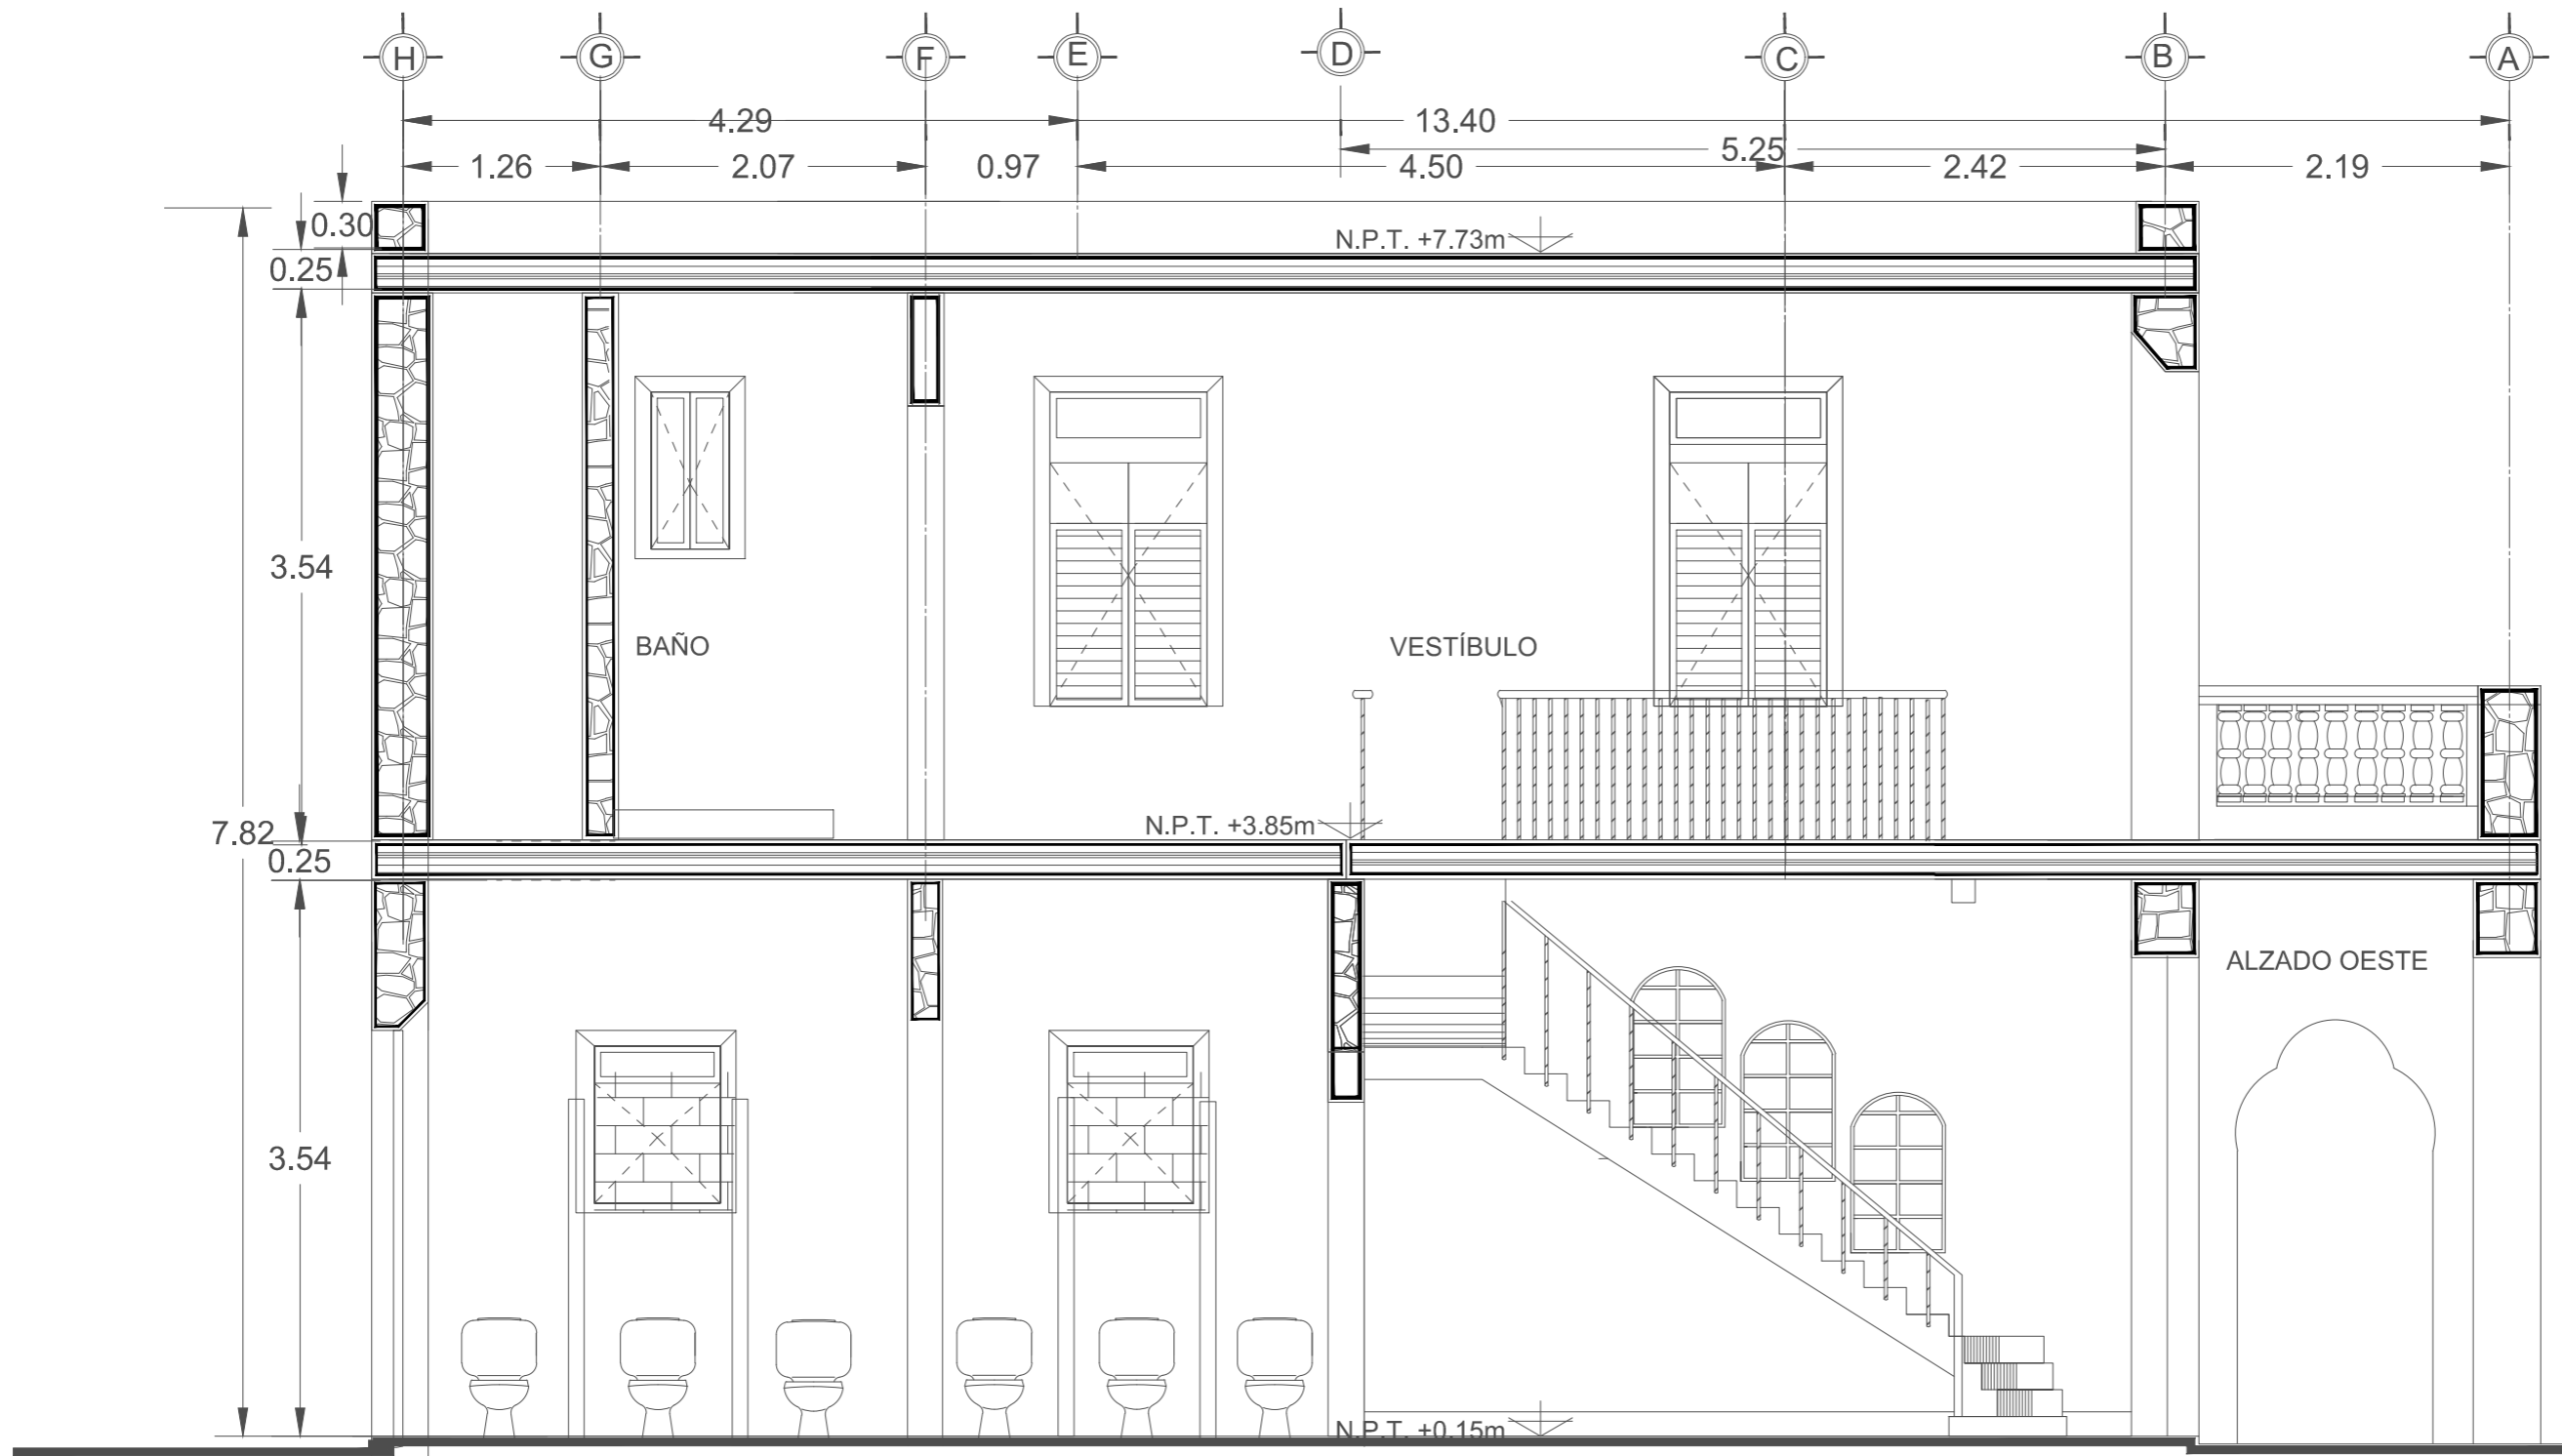 H G F E D C B A
4.29 13.40
5.25
1.26 2.07 0.97 4.50 2.42 2.19
0.30
N.P.T. +7.73m
0.25
3.54
BAÑO VESTÍBULO
N.P.T. +3.85m
7.82
0.25
ALZADO OESTE
3.54
N.P.T. +0.15m